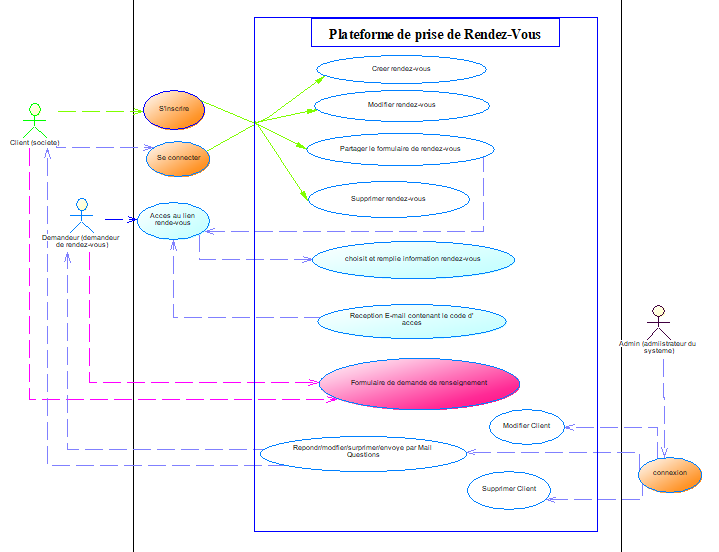 Plateforme de prise de Rendez-Vous
Creer rendez-vous
S'inscrire
Modifier rendez-vous
Client (societe)
Se connecter
Partager le formulaire de rendez-vous
Supprimer rendez-vous
Acces au lien
rende-vous
Demandeur (demandeur
de rendez-vous)
choisit et remplie information rendez-vous
Reception E-mail contenant le code d'
acces
Admin (admiistrateur du
systeme)
Formulaire de demande de renseignement
Modifier Client
Repondr/modfier/surprimer/envoye par Mail
Questions
connexion
Supprimer Client